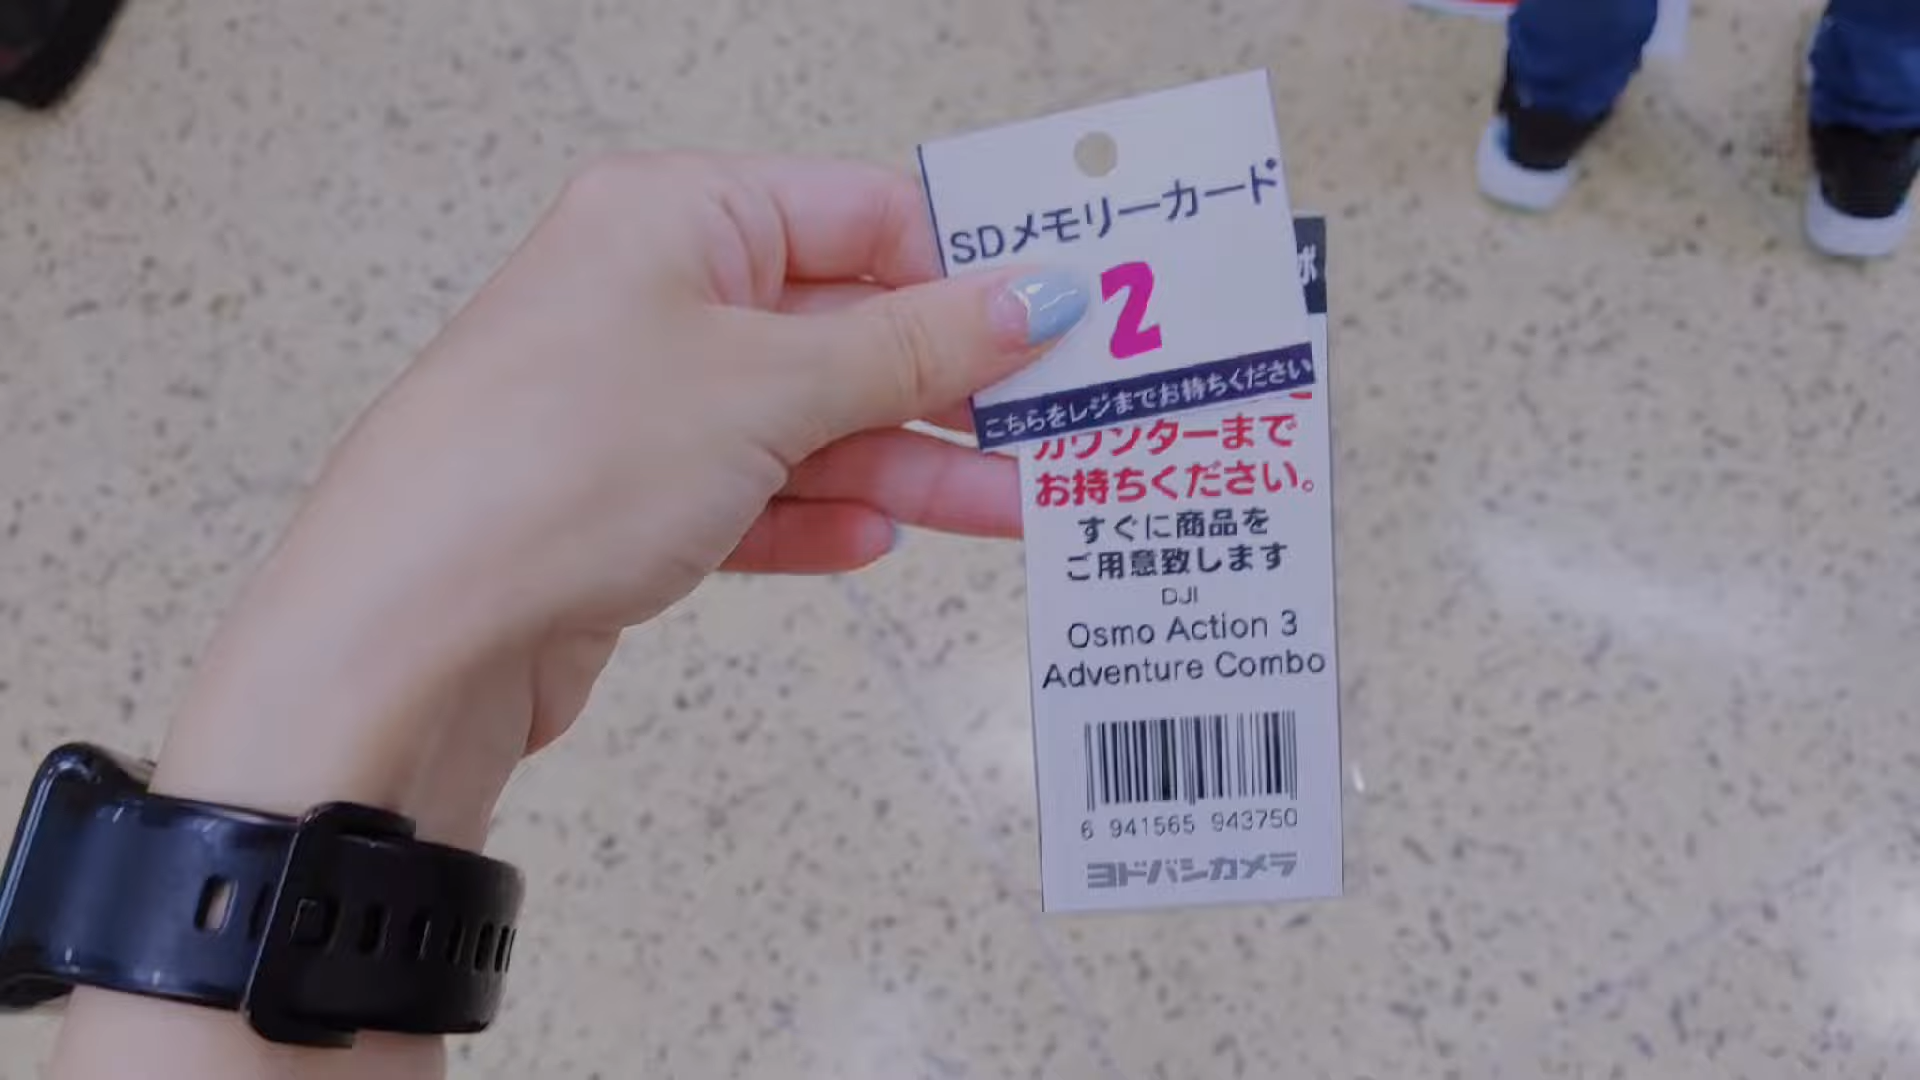 SDメモリーカード
2
こちらをレジまでお持ちください
ポ
カウンターまで
お持ちください。
すぐに商品を
ご用意致します
DJI
Osmo Action 3
Adventure Combo
6 941565 943750
ヨドバシカメラ